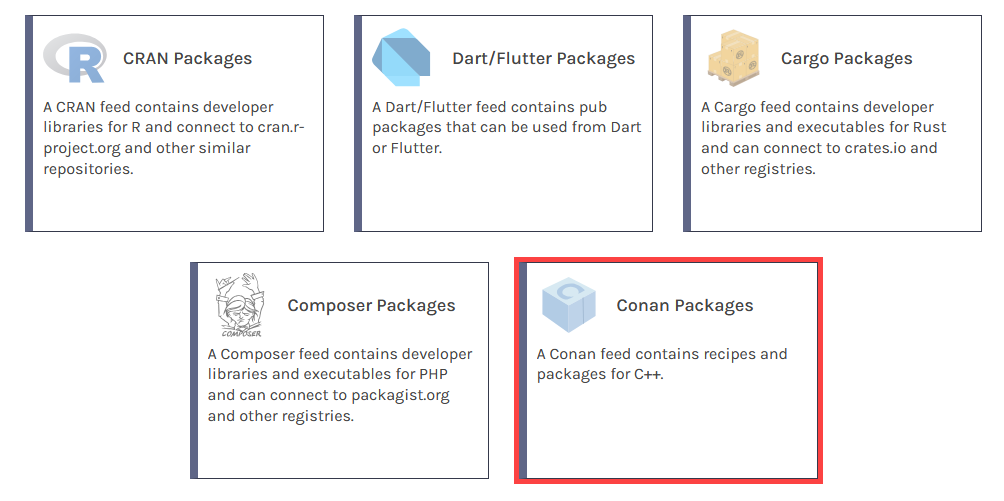 CRAN Packages
A CRAN feed contains developer
libraries for R and connect to cran.r-
project.org and other similar
repositories.
Dart/Flutter Packages
A Dart/Flutter feed contains pub
packages that can be used from Dart
or Flutter.
Cargo Packages
A Cargo feed contains developer
libraries and executables for Rust
and can connect to crates.io and
other registries.
COMPOSER
Composer Packages
A Composer feed contains developer
libraries and executables for PHP
and can connect to packagist.org
and other registries.
C
Conan Packages
A Conan feed contains recipes and
packages for C++.